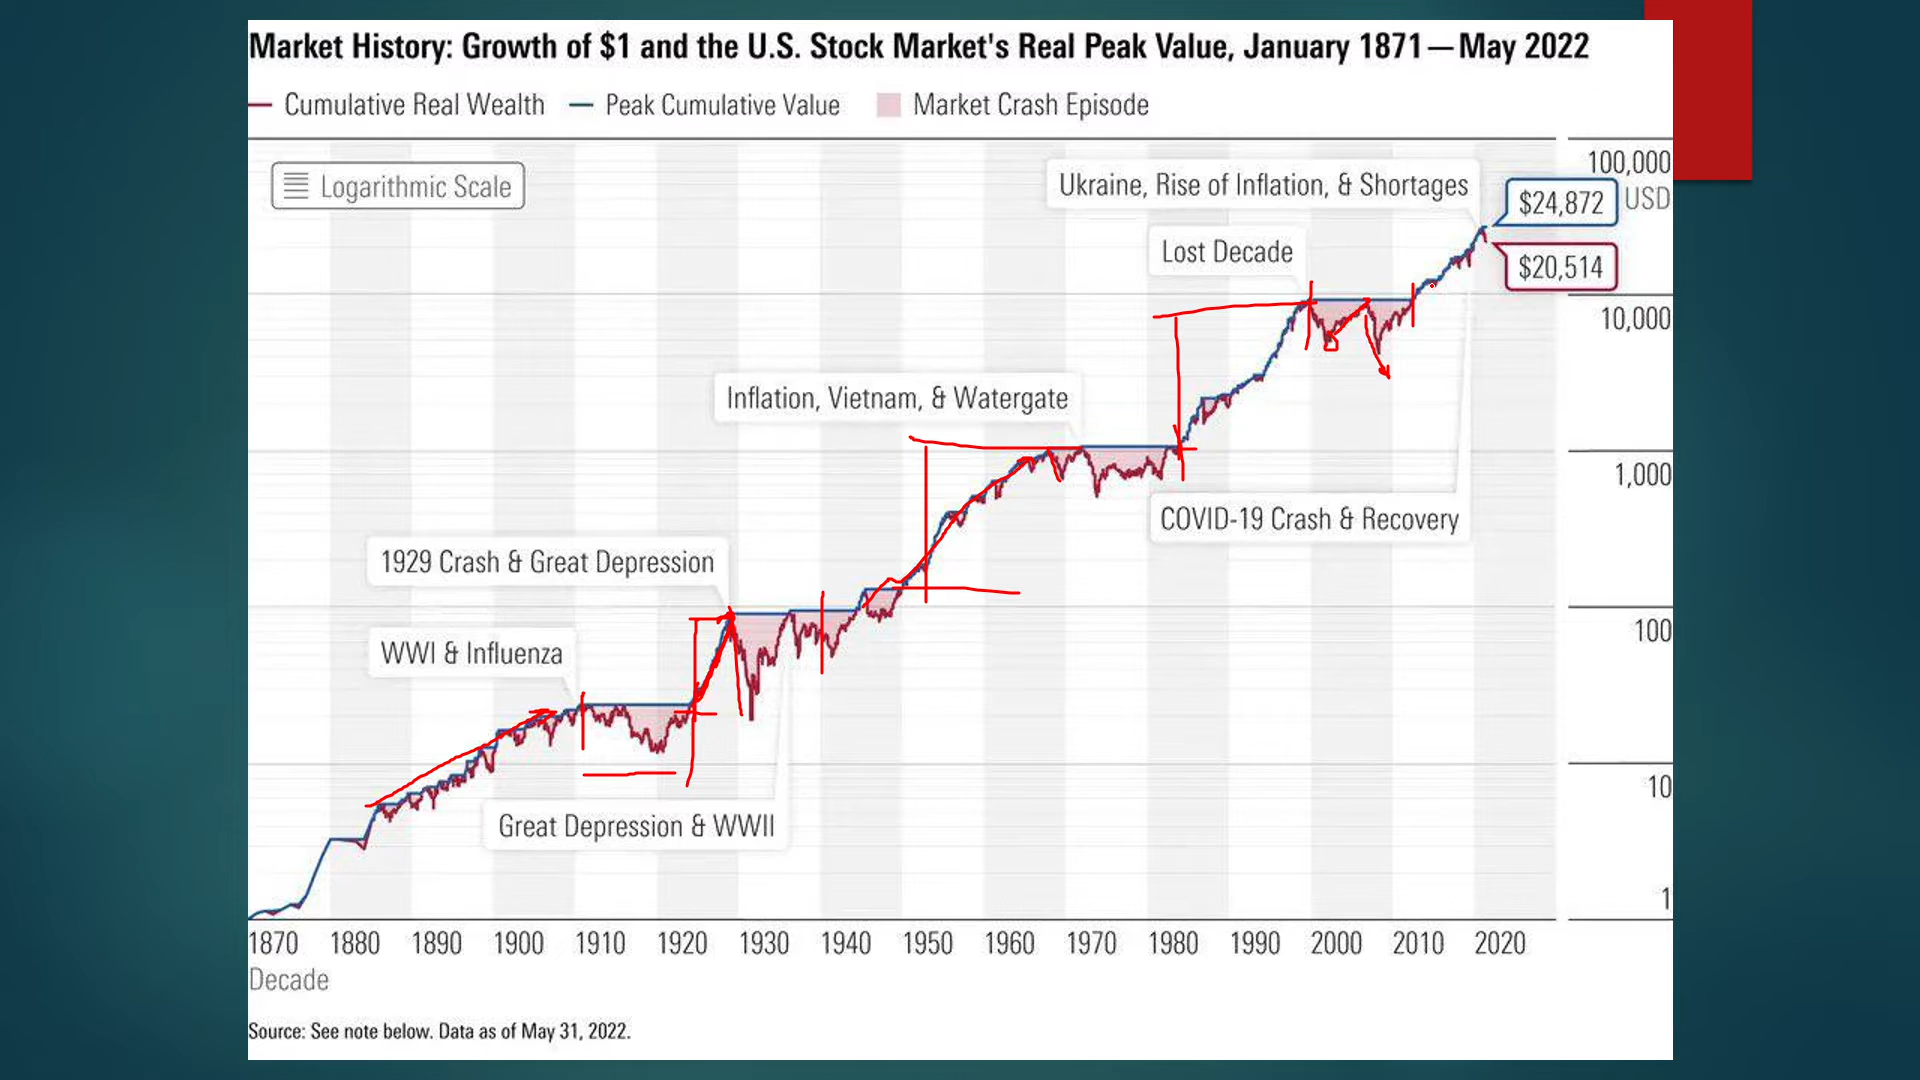 Market History: Growth of $1 and the U.S. Stock Market's Real Peak Value, January 1871—May 2022
Cumulative Real Wealth Peak Cumulative Value Market Crash Episode
Logarithmic Scale
Ukraine, Rise of Inflation, & Shortages
100,000
USD
$24,872
Lost Decade
$20,514
10,000
Inflation, Vietnam, & Watergate
1,000
COVID-19 Crash & Recovery
1929 Crash & Great Depression
100
WWI & Influenza
10
Great Depression & WWII
1
1870 1880 1890 1900 1910 1920 1930 1940 1950 1960 1970 1980 1990 2000 2010 2020
Decade
Source: See note below. Data as of May 31, 2022.